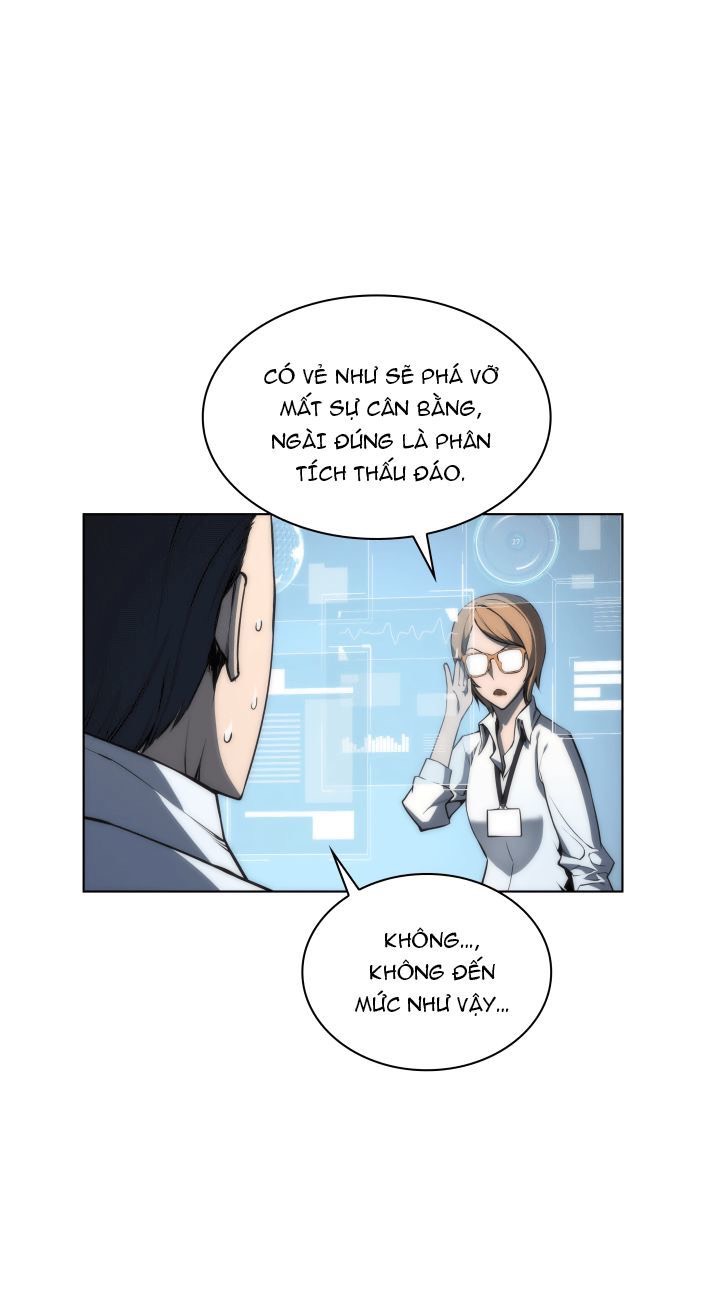 CÓ VẺ NHƯ SẼ PHÁ VỠ
MẤT SỰ CÂN BẰNG,
NGÀI ĐÚNG LÀ PHÂN
TÍCH THẤU ĐÁO.
27
KHÔNG...,
KHÔNG ĐẾN
MỨC NHƯ VẬY...